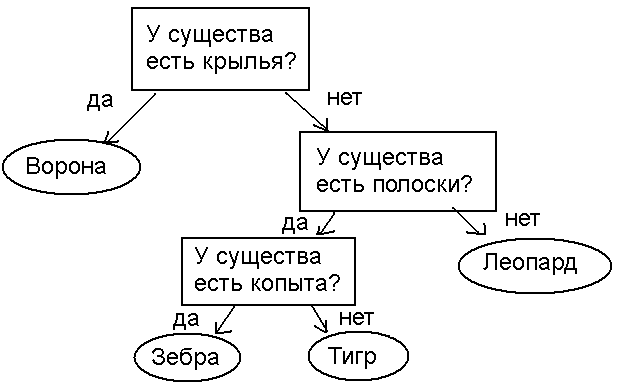 У существа
есть крылья?
да
нет
Ворона
У существа
есть полоски?
да
нет
У существа
есть копыта?
Леопард
да
нет
Зебра
Тигр